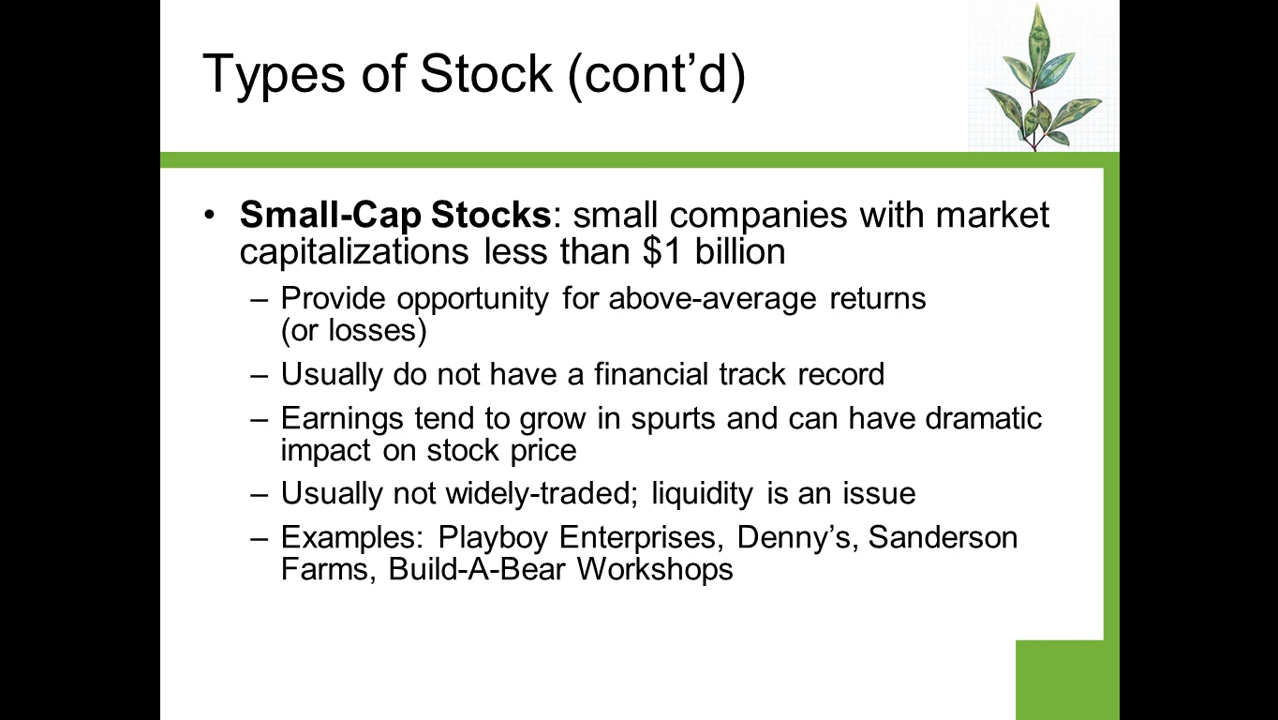 Types of Stock (cont’d)
• Small-Cap Stocks: small companies with market
capitalizations less than $1 billion
– Provide opportunity for above-average returns
(or losses)
– Usually do not have a financial track record
– Earnings tend to grow in spurts and can have dramatic
impact on stock price
– Usually not widely-traded; liquidity is an issue
– Examples: Playboy Enterprises, Denny’s, Sanderson
Farms, Build-A-Bear Workshops